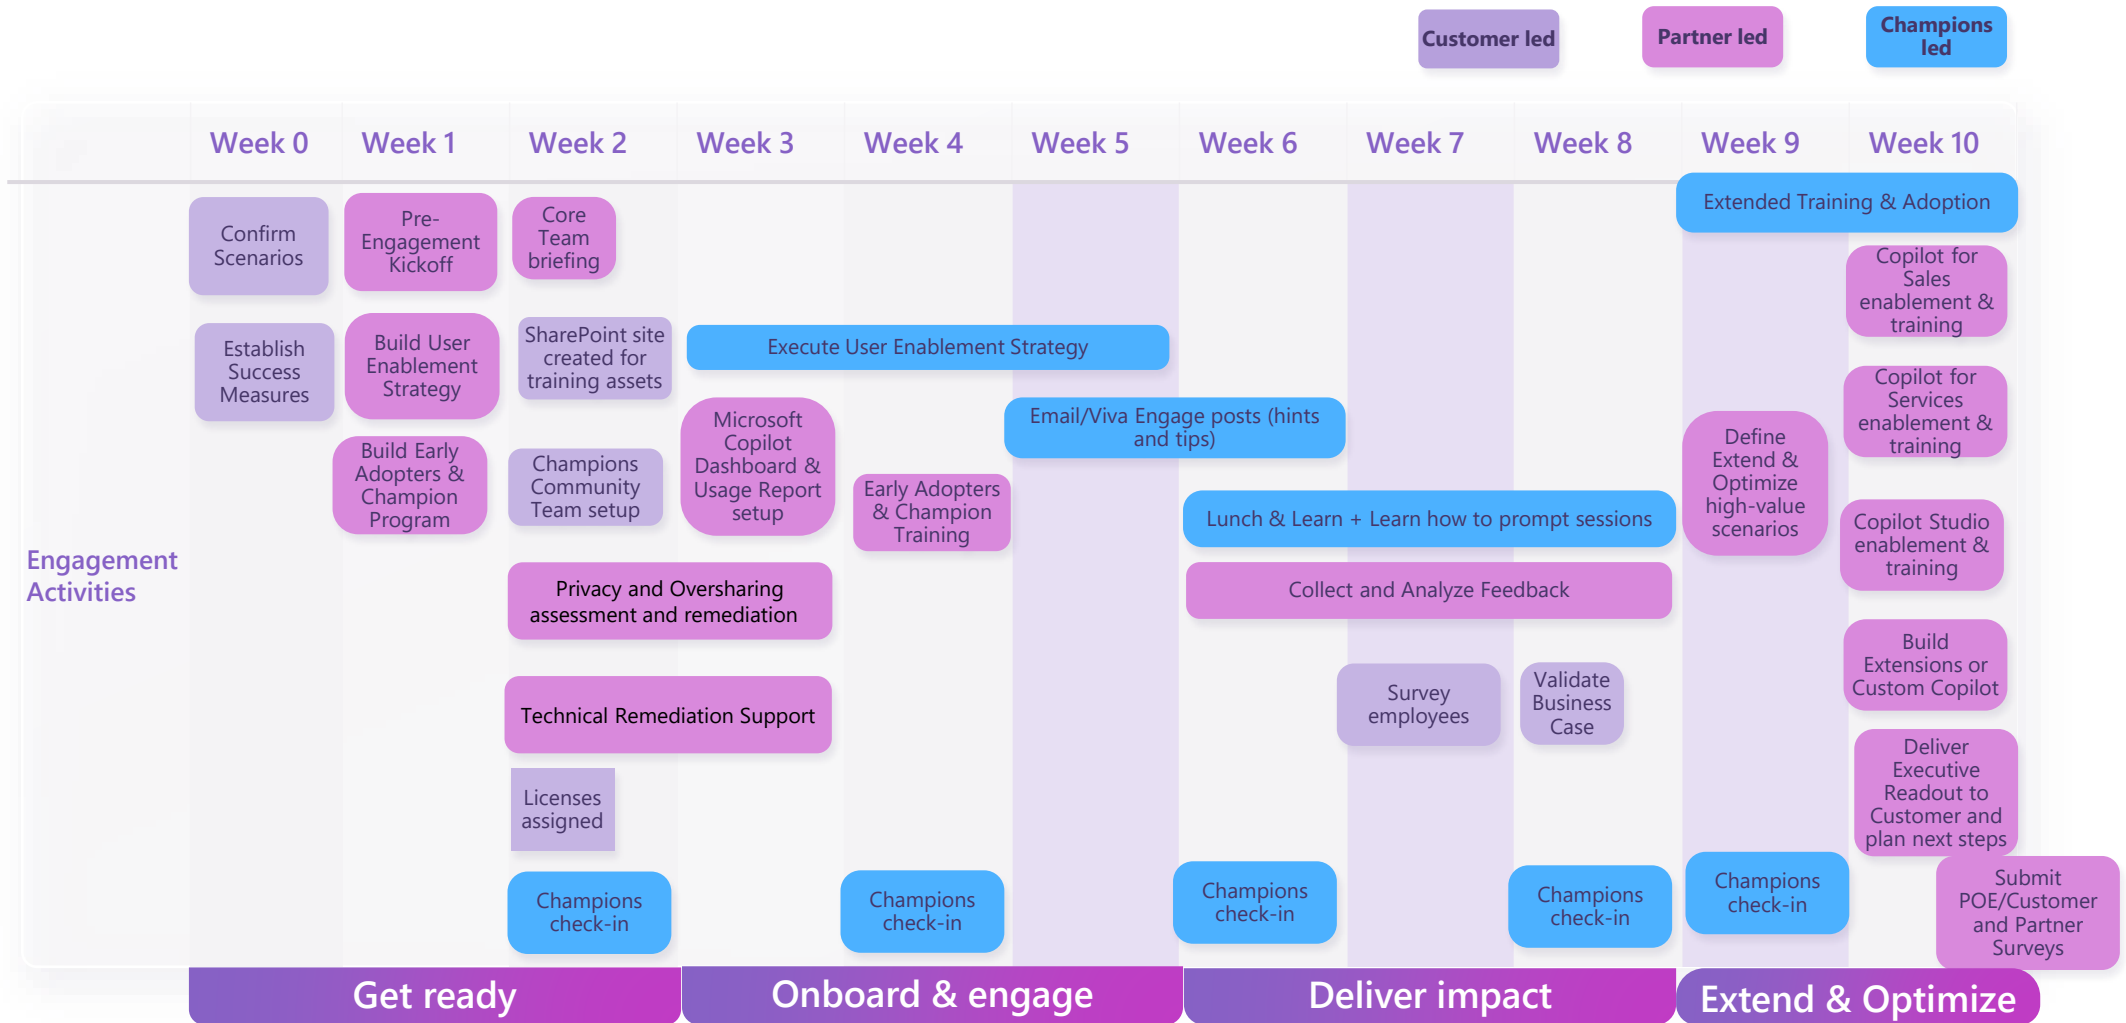 Customer led
Partner led
Champions
led
Week 0
Week 1
Week 2
Week 3
Week 4
Week 5
Week 6
Week 7
Week 8
Week 9
Week 10
Engagement
Activities
Confirm
Scenarios
Establish
Success
Measures
Pre-
Engagement
Kickoff
Build User
Enablement
Strategy
Build Early
Adopters &
Champion
Program
Core
Team
briefing
SharePoint site
created for
training assets
Champions
Community
Team setup
Privacy and Oversharing
assessment and remediation
Technical Remediation Support
Licenses
assigned
Champions
check-in
Execute User Enablement Strategy
Microsoft
Copilot
Dashboard &
Usage Report
setup
Early Adopters
& Champion
Training
Champions
check-in
Email/Viva Engage posts (hints
and tips)
Lunch & Learn + Learn how to prompt sessions
Collect and Analyze Feedback
Champions
check-in
Survey
employees
Validate
Business
Case
Champions
check-in
Extended Training & Adoption
Define
Extend &
Optimize
high-value
scenarios
Champions
check-in
Copilot for
Sales
enablement &
training
Copilot for
Services
enablement &
training
Copilot Studio
enablement &
training
Build
Extensions or
Custom Copilot
Deliver
Executive
Readout to
Customer and
plan next steps
Submit
POE/Customer
and Partner
Surveys
Get ready
Onboard & engage
Deliver impact
Extend & Optimize